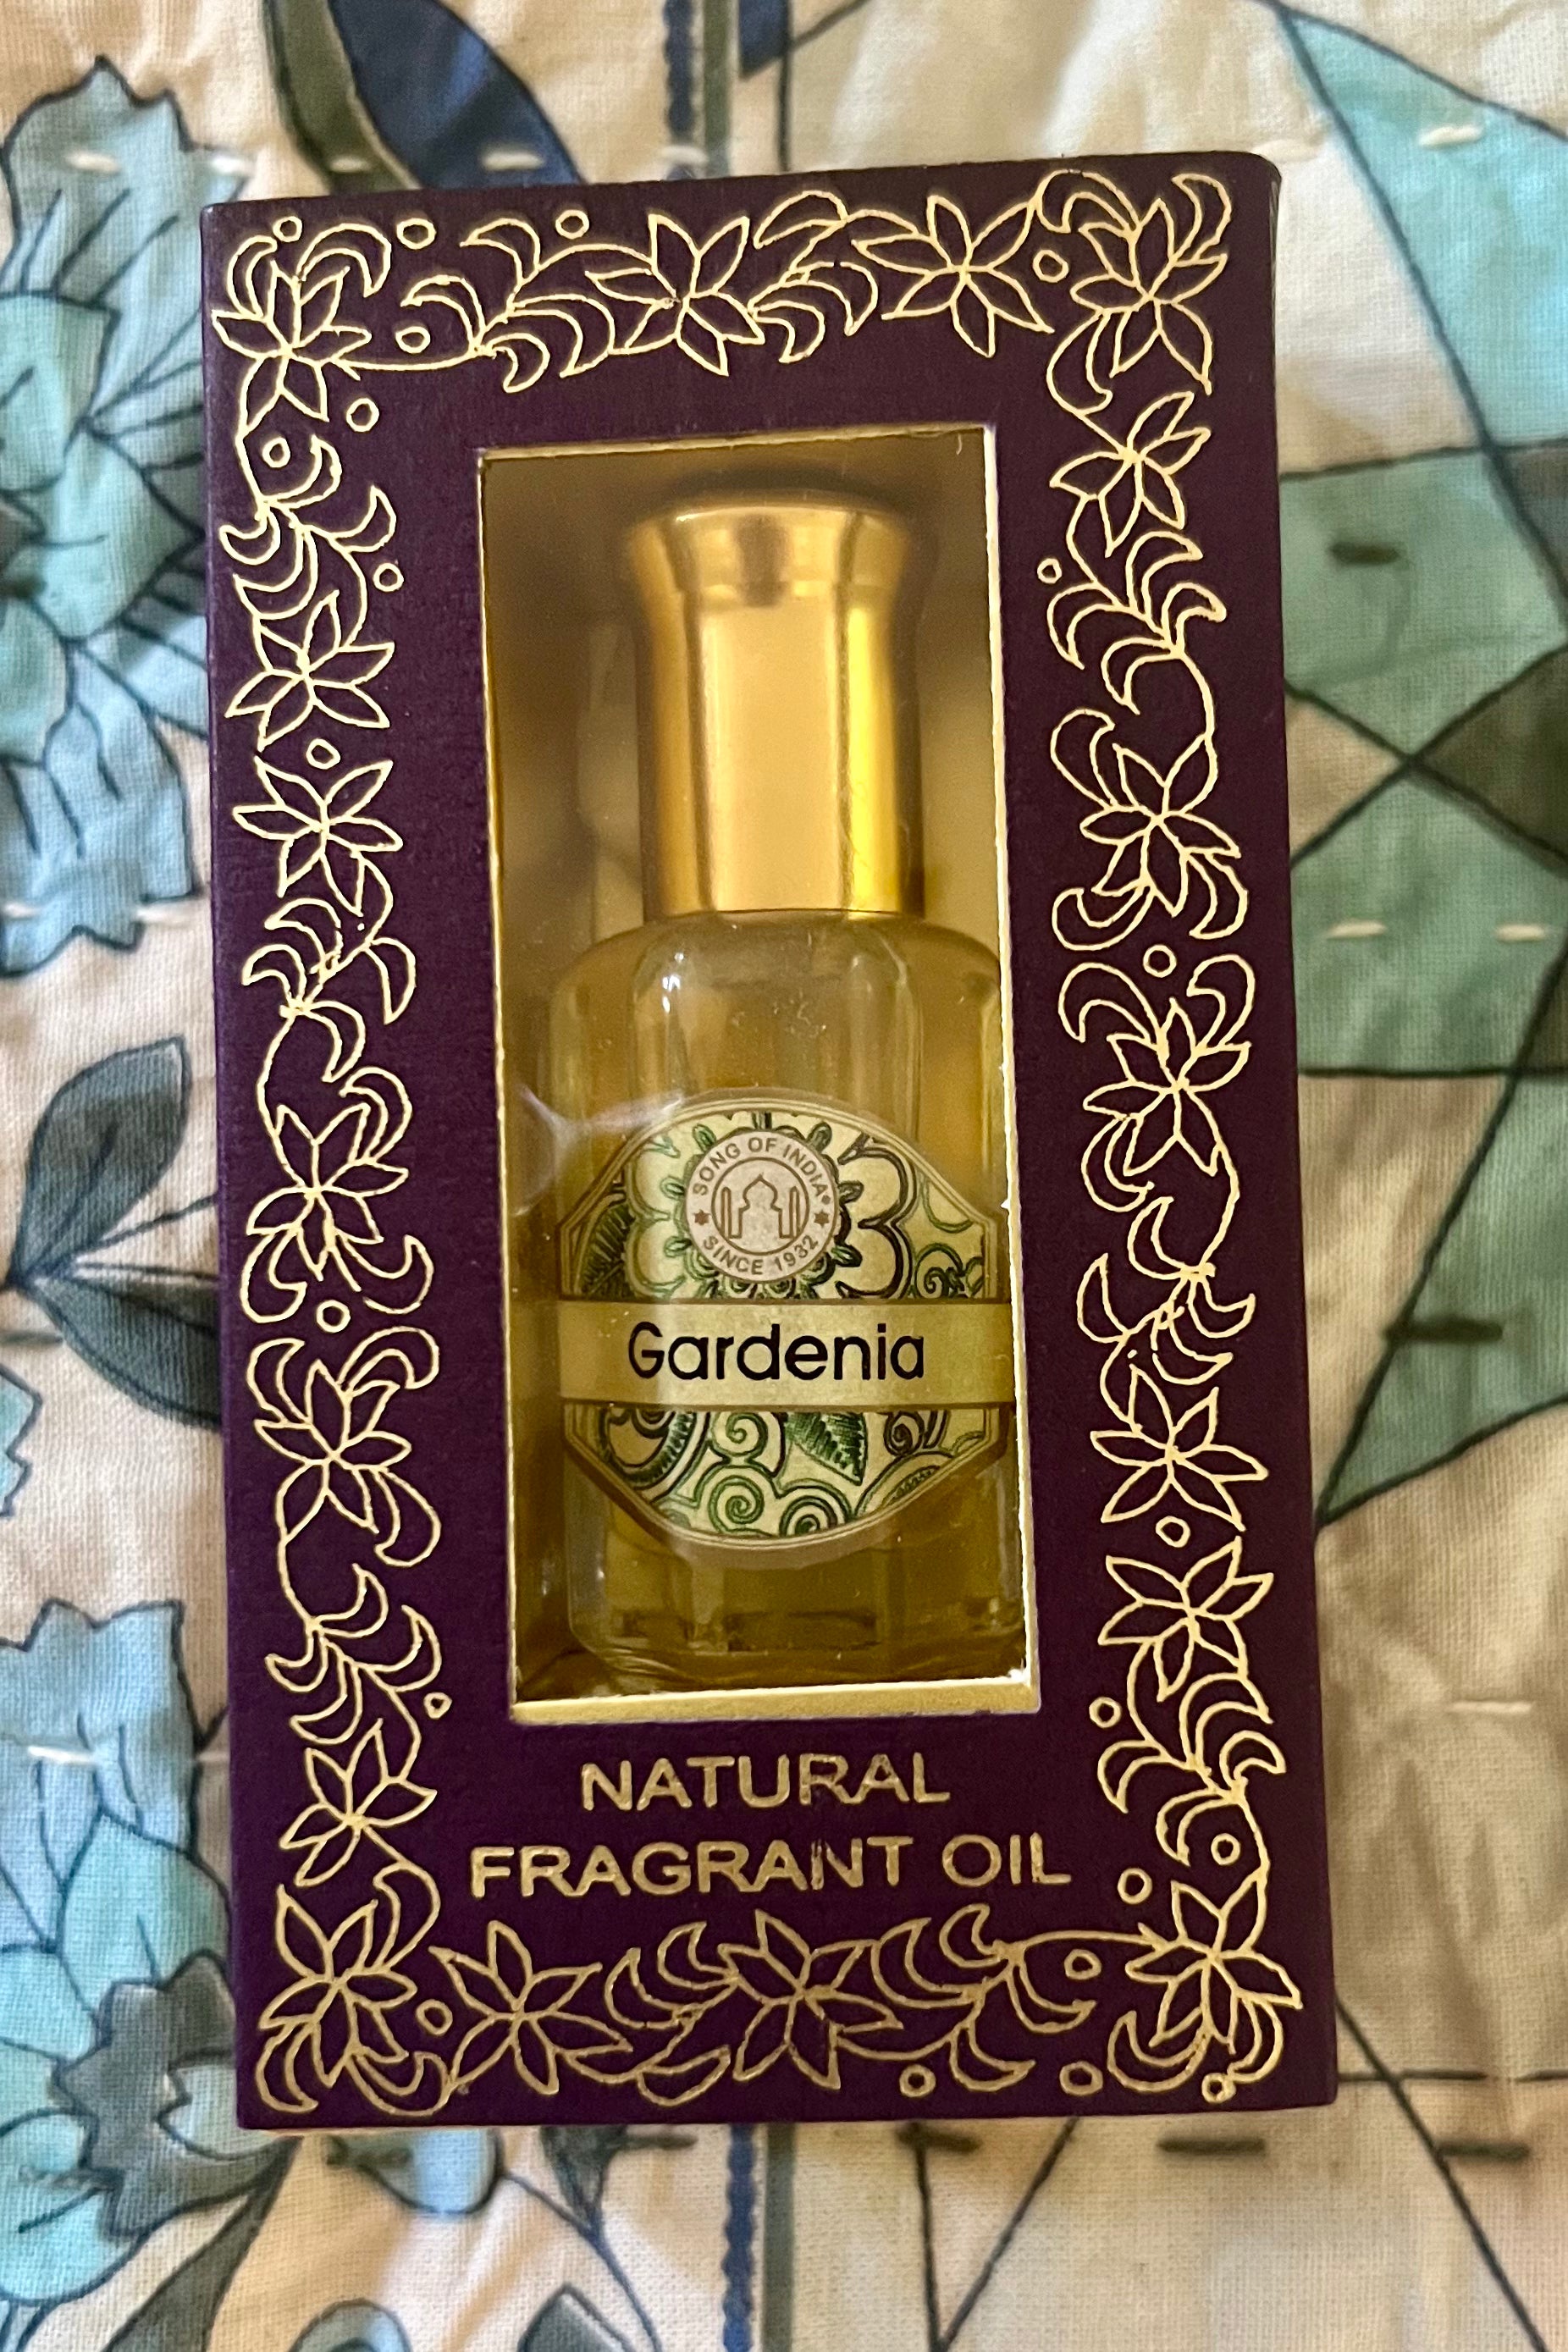 SONG OF INDIA®
SINCE 1932
Gardenia
NATURAL
FRAGRANT OIL